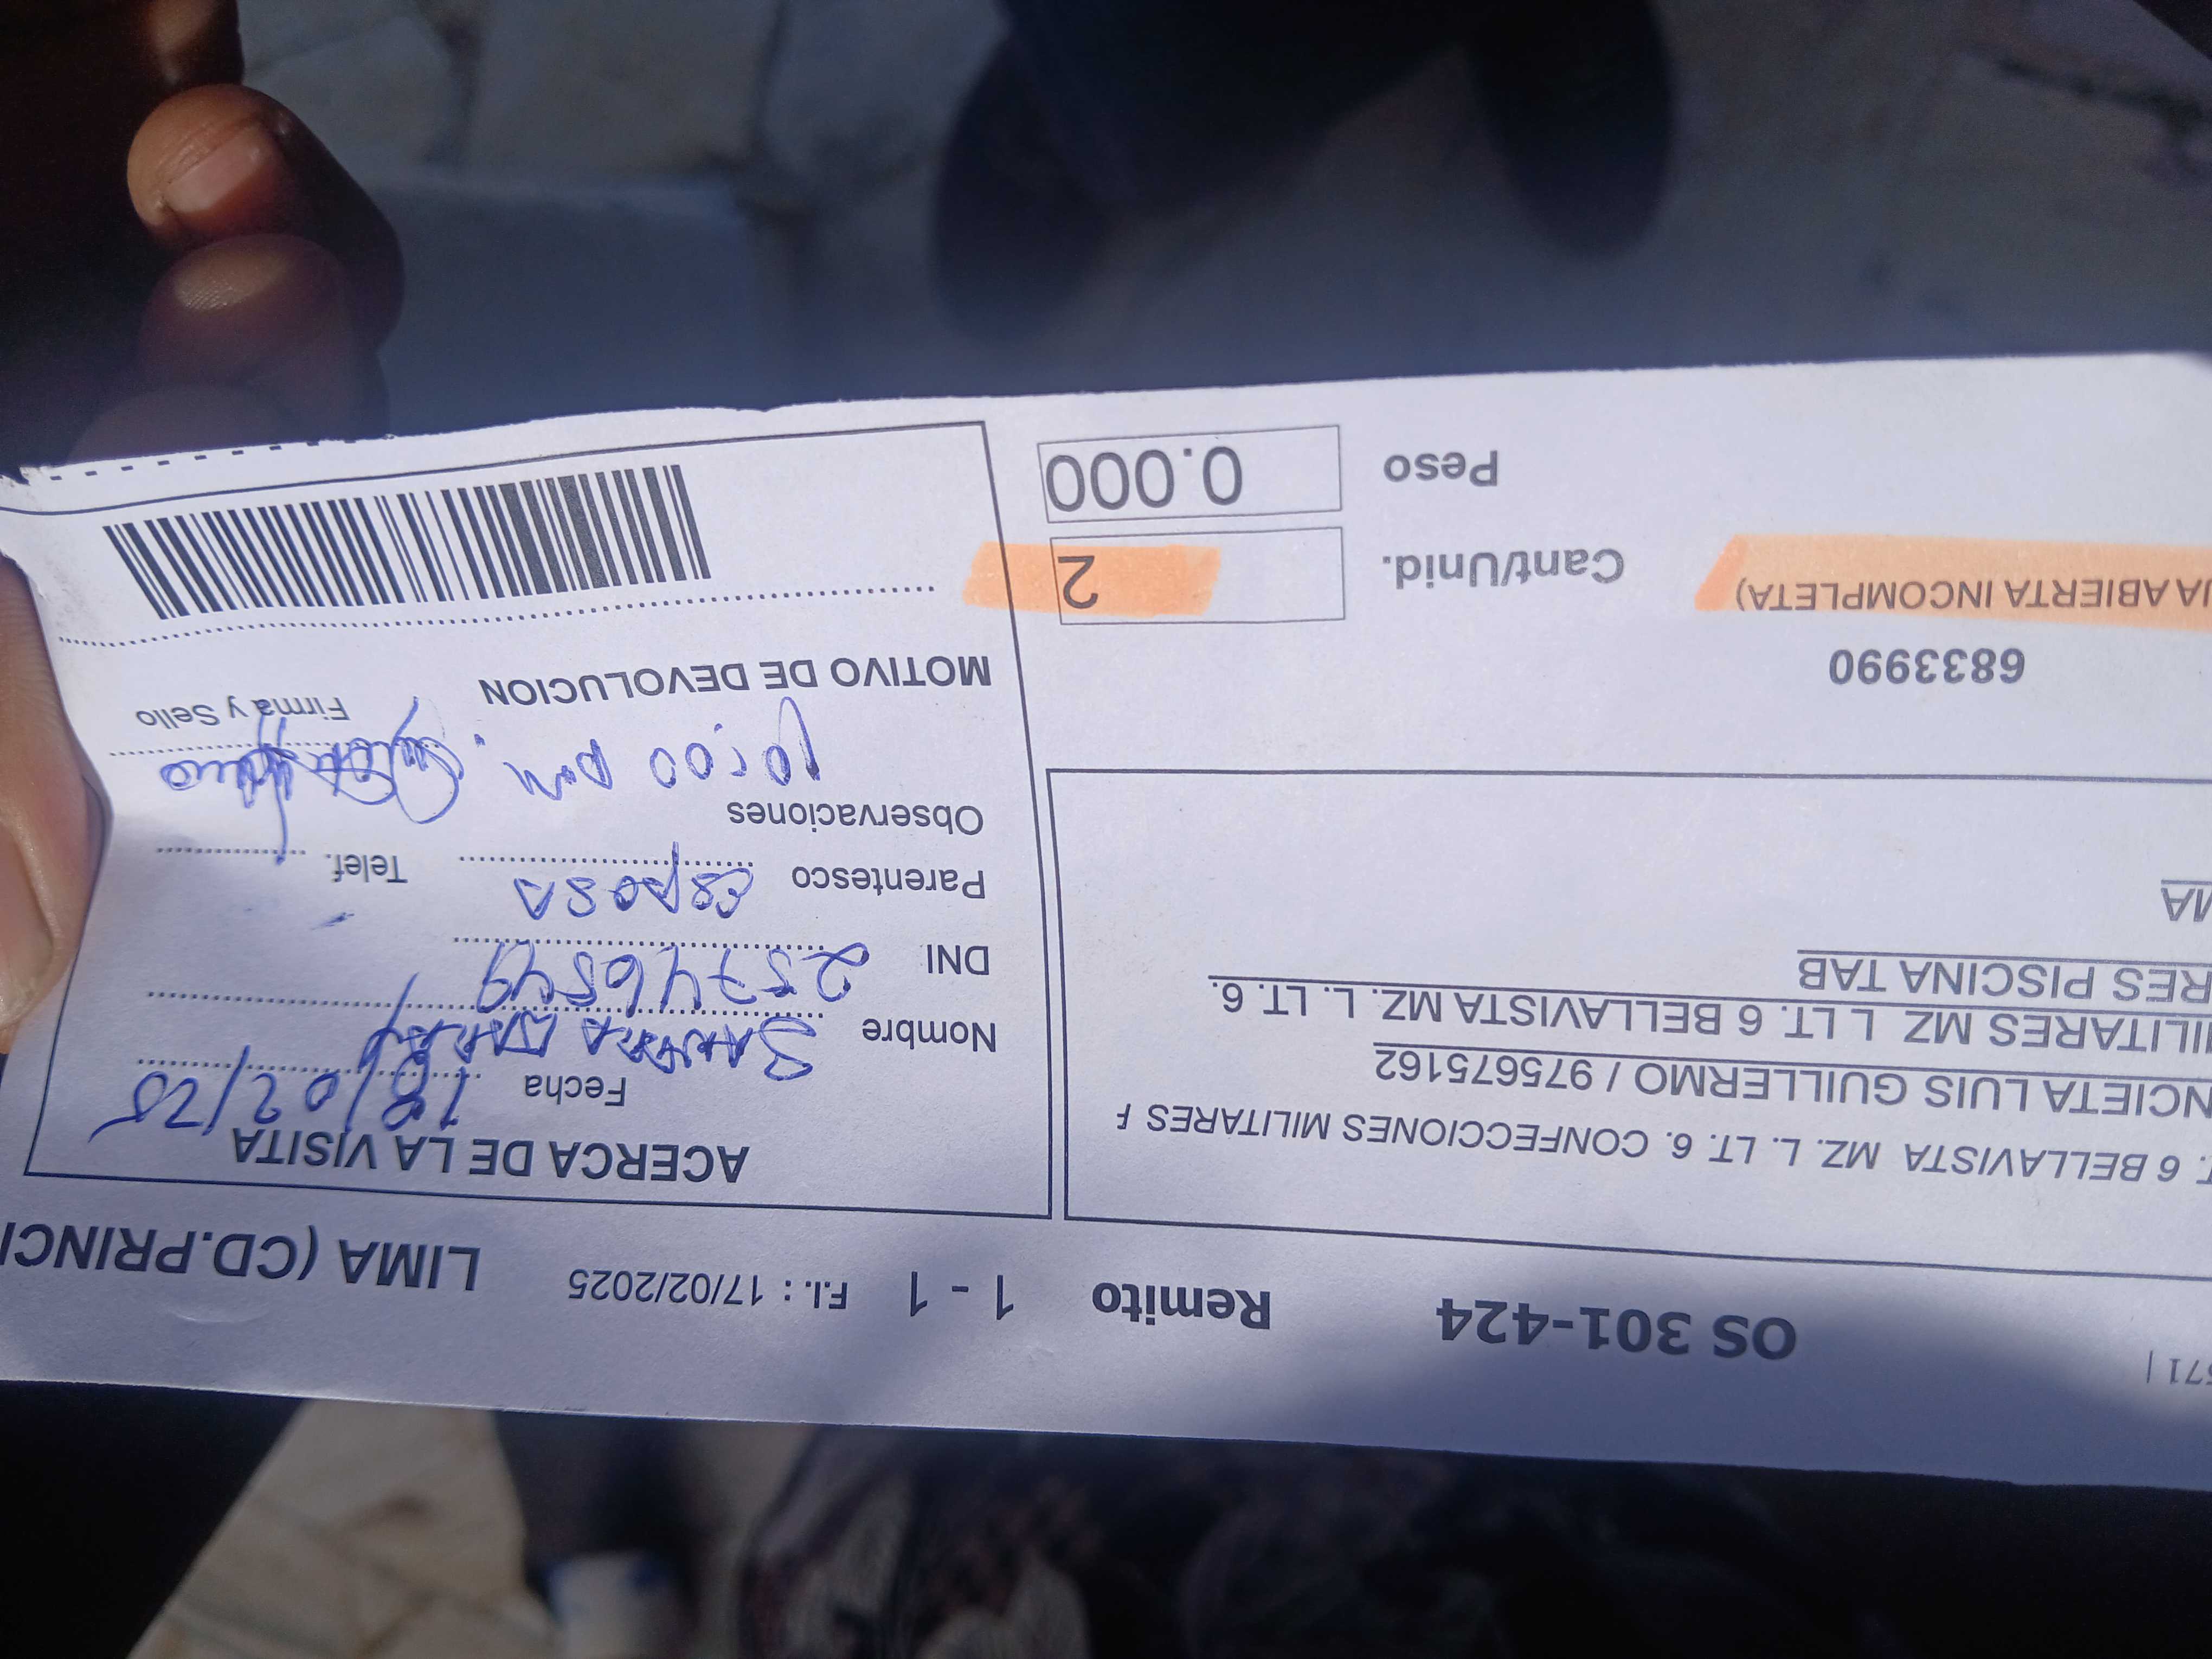 571 |
OS 301-424 Remito 1 - 1 F.I. : 17/02/2025 LIMA (CD.PRINCI
T. 6 BELLAVISTA MZ. L. LT. 6. CONFECCIONES MILITARES F
NCIETA LUIS GUILLERMO / 975675162
ILITARES MZ L LT. 6 BELLAVISTA MZ. L. LT. 6.
RES PISCINA TAB
MA
6833990
JA ABIERTA INCOMPLETA)
Cant/Unid. 2
Peso 0.000
ACERCA DE LA VISITA
Fecha 18/02/25
Nombre
DNI 257468549
Parentesco esposa Telef.
Observaciones
10:00 pm.
Firma y Sello
MOTIVO DE DEVOLUCION